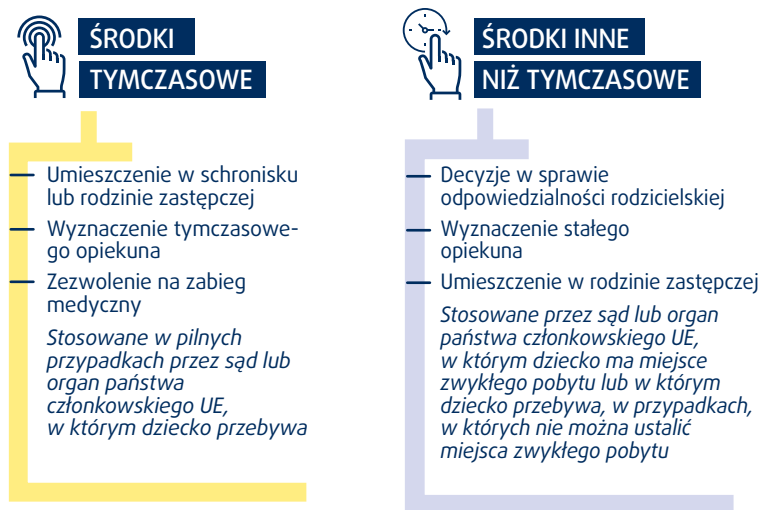 ŚRODKI
TYMCZASOWE
Umieszczenie w schronisku
lub rodzinie zastępczej
Wyznaczenie tymczasowe-
go opiekuna
Zezwolenie na zabieg
medyczny
Stosowane w pilnych
przypadkach przez sąd lub
organ państwa
członkowskiego UE,
w którym dziecko przebywa
ŚRODKI INNE
NIŻ TYMCZASOWE
Decyzje w sprawie
odpowiedzialności rodzicielskiej
Wyznaczenie stałego
opiekuna
Umieszczenie w rodzinie zastępczej
Stosowane przez sąd lub organ
państwa członkowskiego UE,
w którym dziecko ma miejsce
zwykłego pobytu lub w którym
dziecko przebywa, w przypadkach,
w których nie można ustalić
miejsca zwykłego pobytu